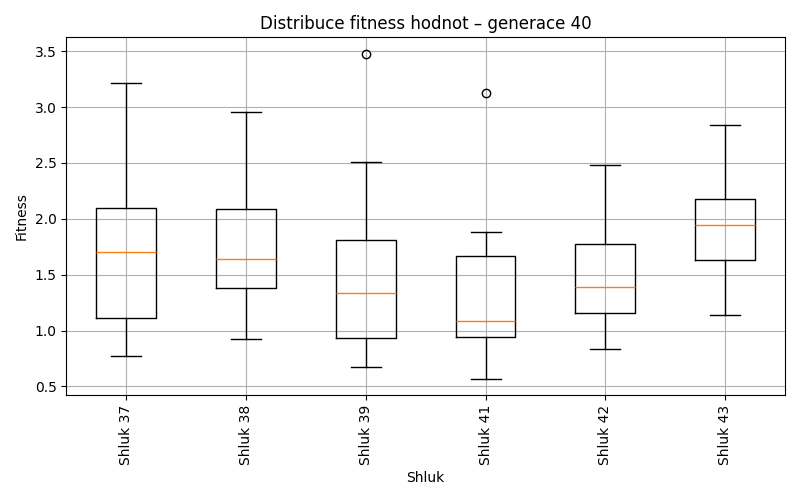 Distribuce fitness hodnot – generace 40
Fitness
3.5
3.0
2.5
2.0
1.5
1.0
0.5
Shluk 37
Shluk 38
Shluk 39
Shluk 41
Shluk 42
Shluk 43
Shluk